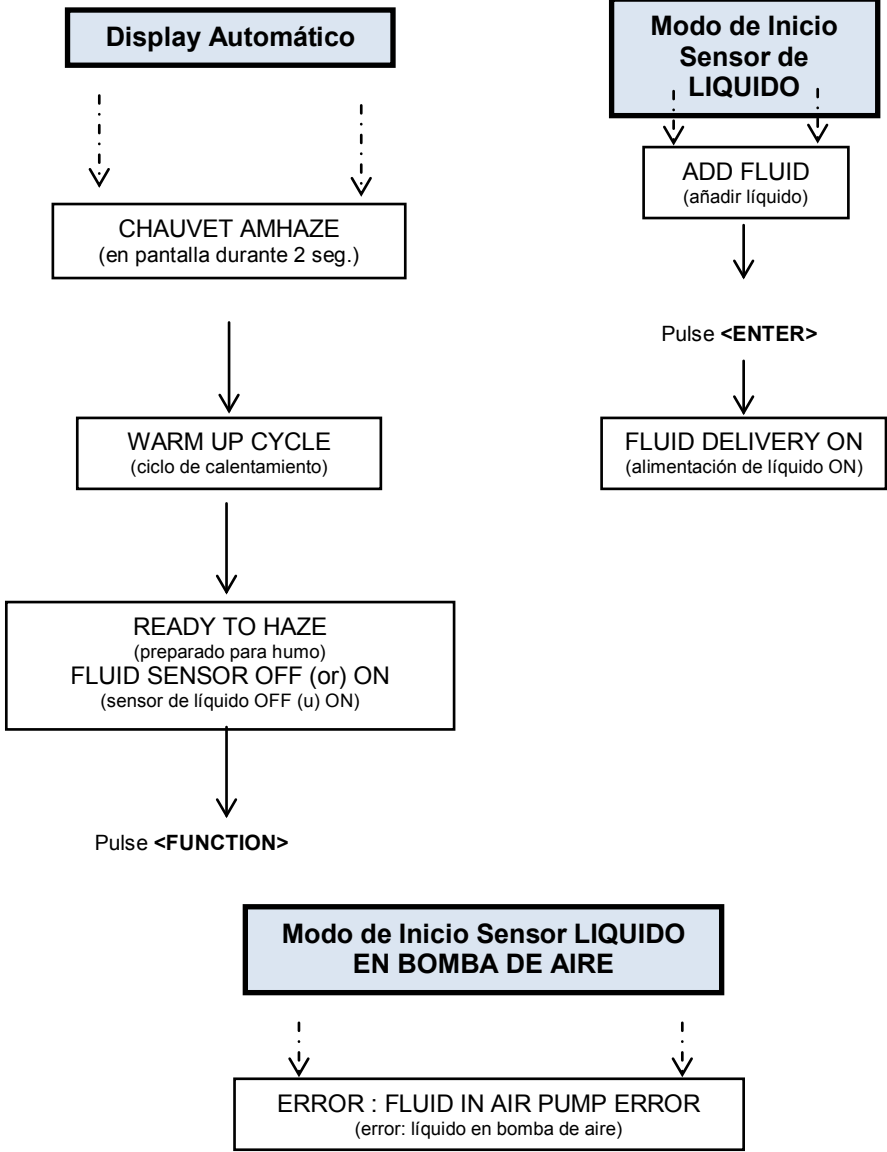 Display Automático
CHAUVET AMHAZE
(en pantalla durante 2 seg.)
WARM UP CYCLE
(ciclo de calentamiento)
READY TO HAZE
(preparado para humo)
FLUID SENSOR OFF (or) ON
(sensor de líquido OFF (u) ON)
Pulse <FUNCTION>
Modo de Inicio
Sensor de
LIQUIDO
ADD FLUID
(añadir líquido)
Pulse <ENTER>
FLUID DELIVERY ON
(alimentación de líquido ON)
Modo de Inicio Sensor LIQUIDO
EN BOMBA DE AIRE
ERROR : FLUID IN AIR PUMP ERROR
(error: líquido en bomba de aire)